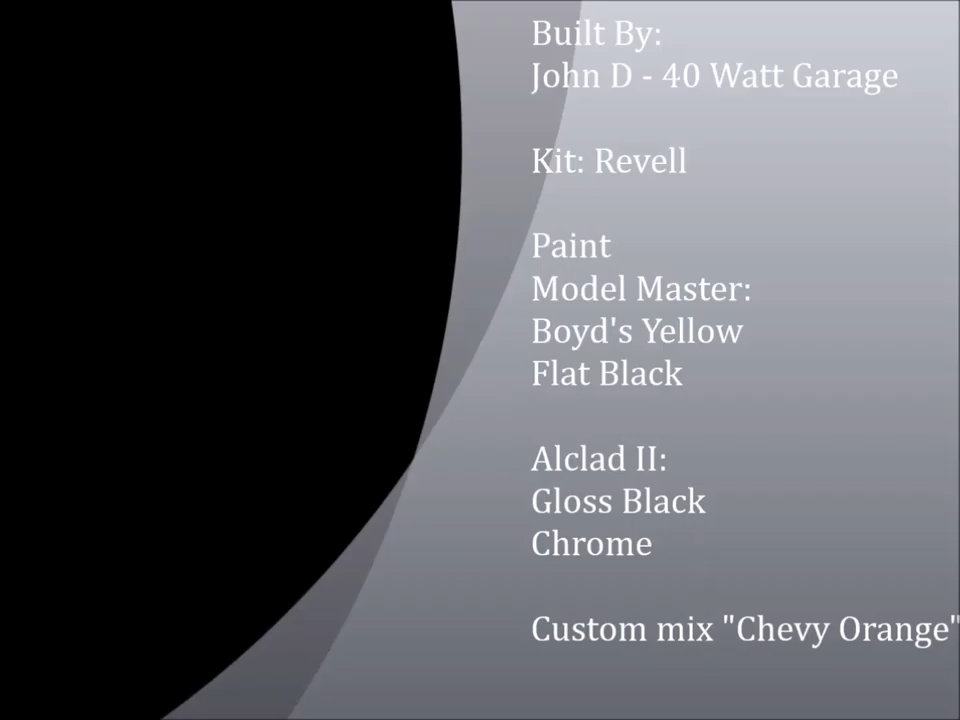 Built By:
John D - 40 Watt Garage
Kit: Revell
Paint
Model Master:
Boyd's Yellow
Flat Black
Alclad II:
Gloss Black
Chrome
Custom mix "Chevy Orange"